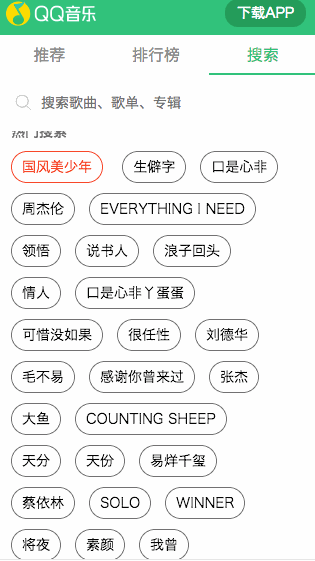 QQ音乐 下载APP
推荐 排行榜 搜索
搜索歌曲、歌单、专辑
热门搜索
国风美少年 生僻字 口是心非
周杰伦 EVERYTHING I NEED
领悟 说书人 浪子回头
情人 口是心非丫蛋蛋
可惜没如果 很任性 刘德华
毛不易 感谢你曾来过 张杰
大鱼 COUNTING SHEEP
天分 天份 易烊千玺
蔡依林 SOLO WINNER
将夜 素颜 我曾